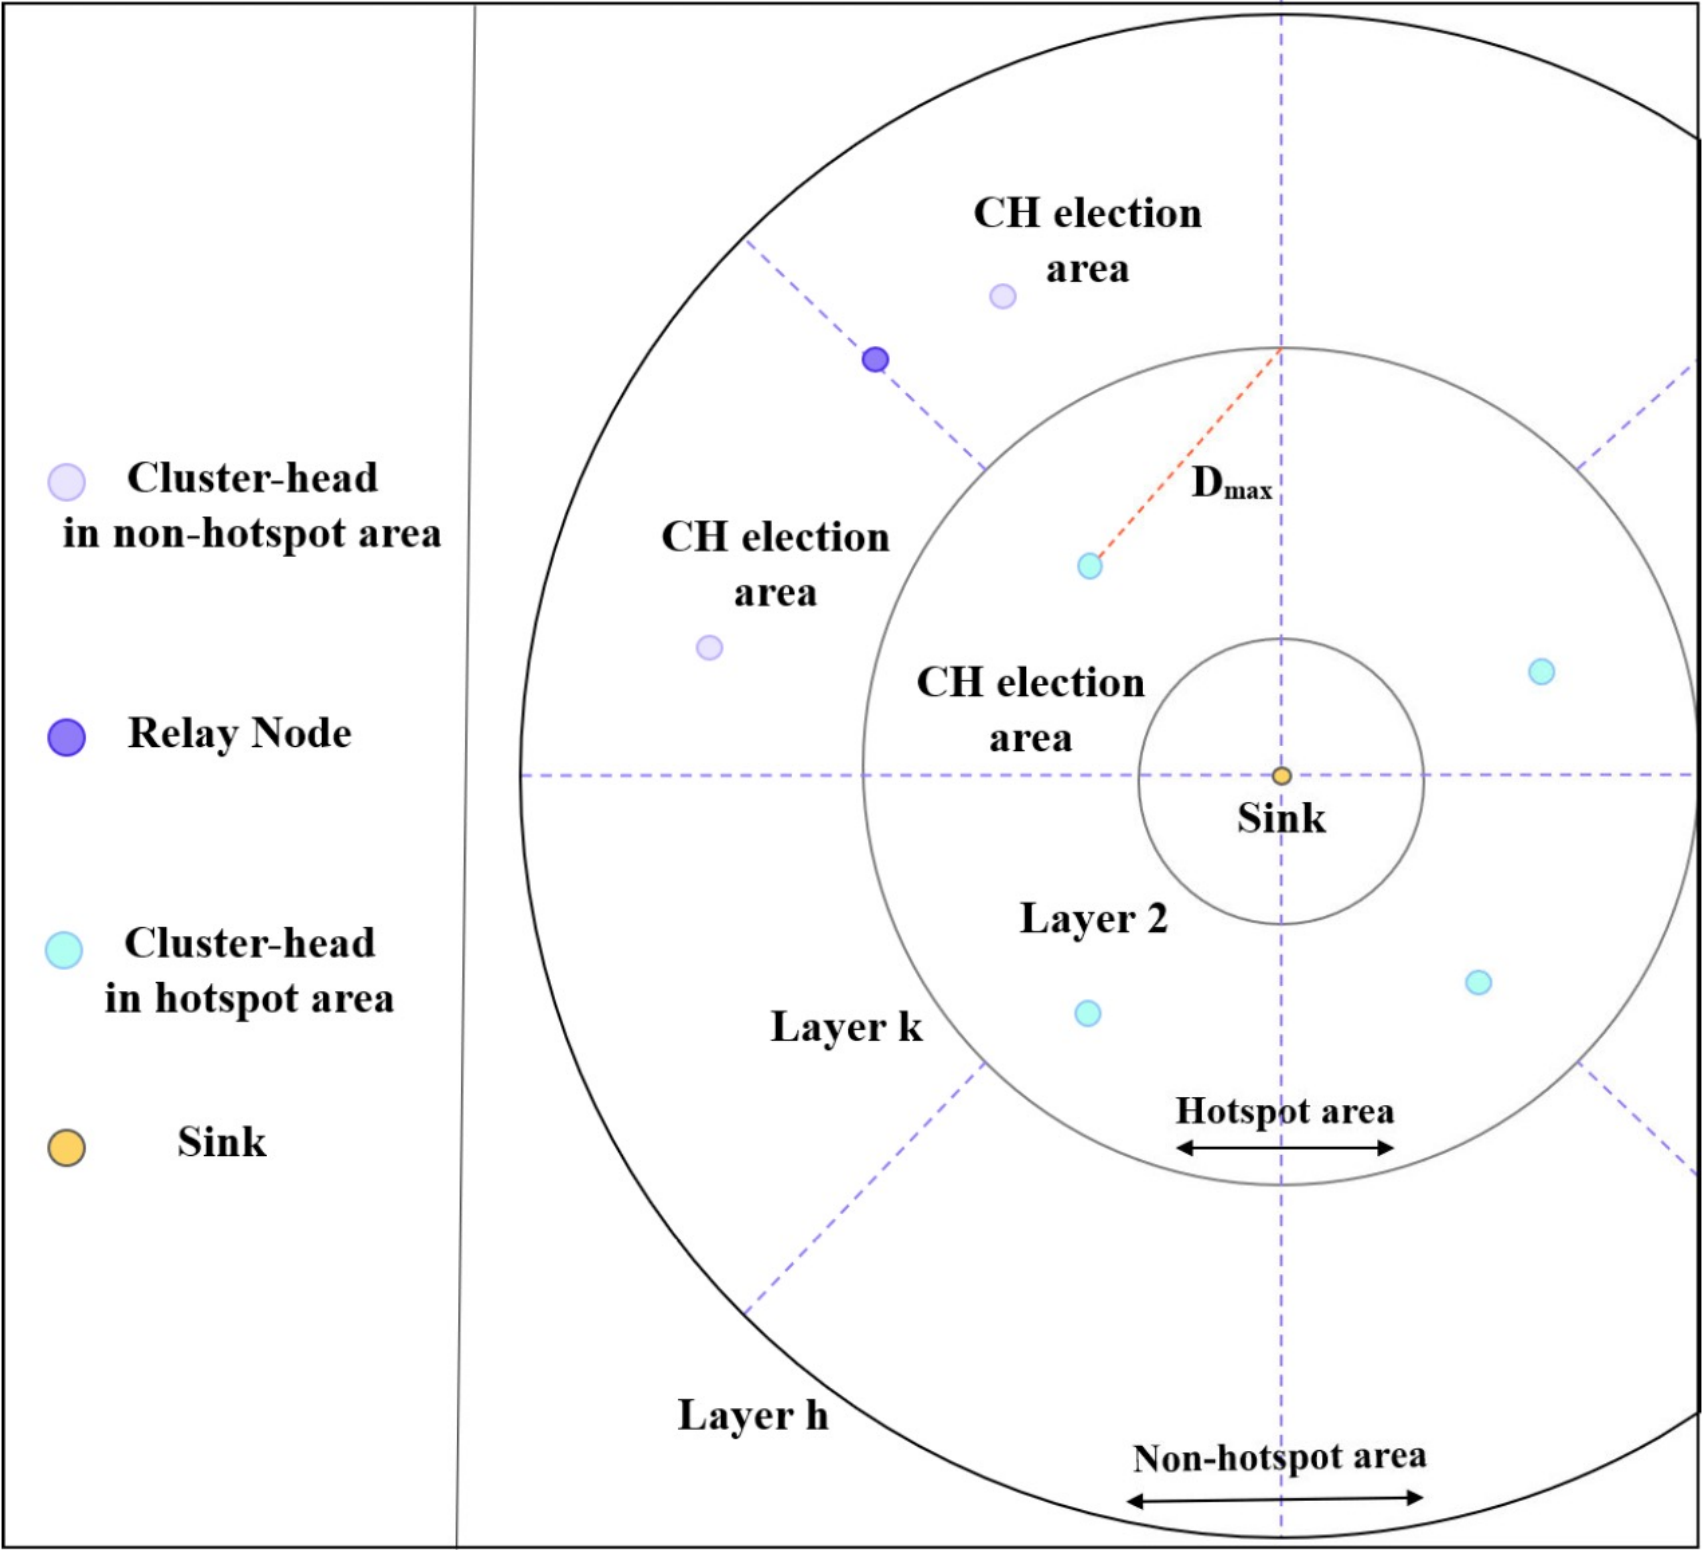 Cluster-head
in non-hotspot area
Relay Node
Cluster-head
in hotspot area
Sink
CH election
area
Dmax
CH election
area
CH election
area
Sink
Layer 2
Layer k
Hotspot area
Layer h
Non-hotspot area